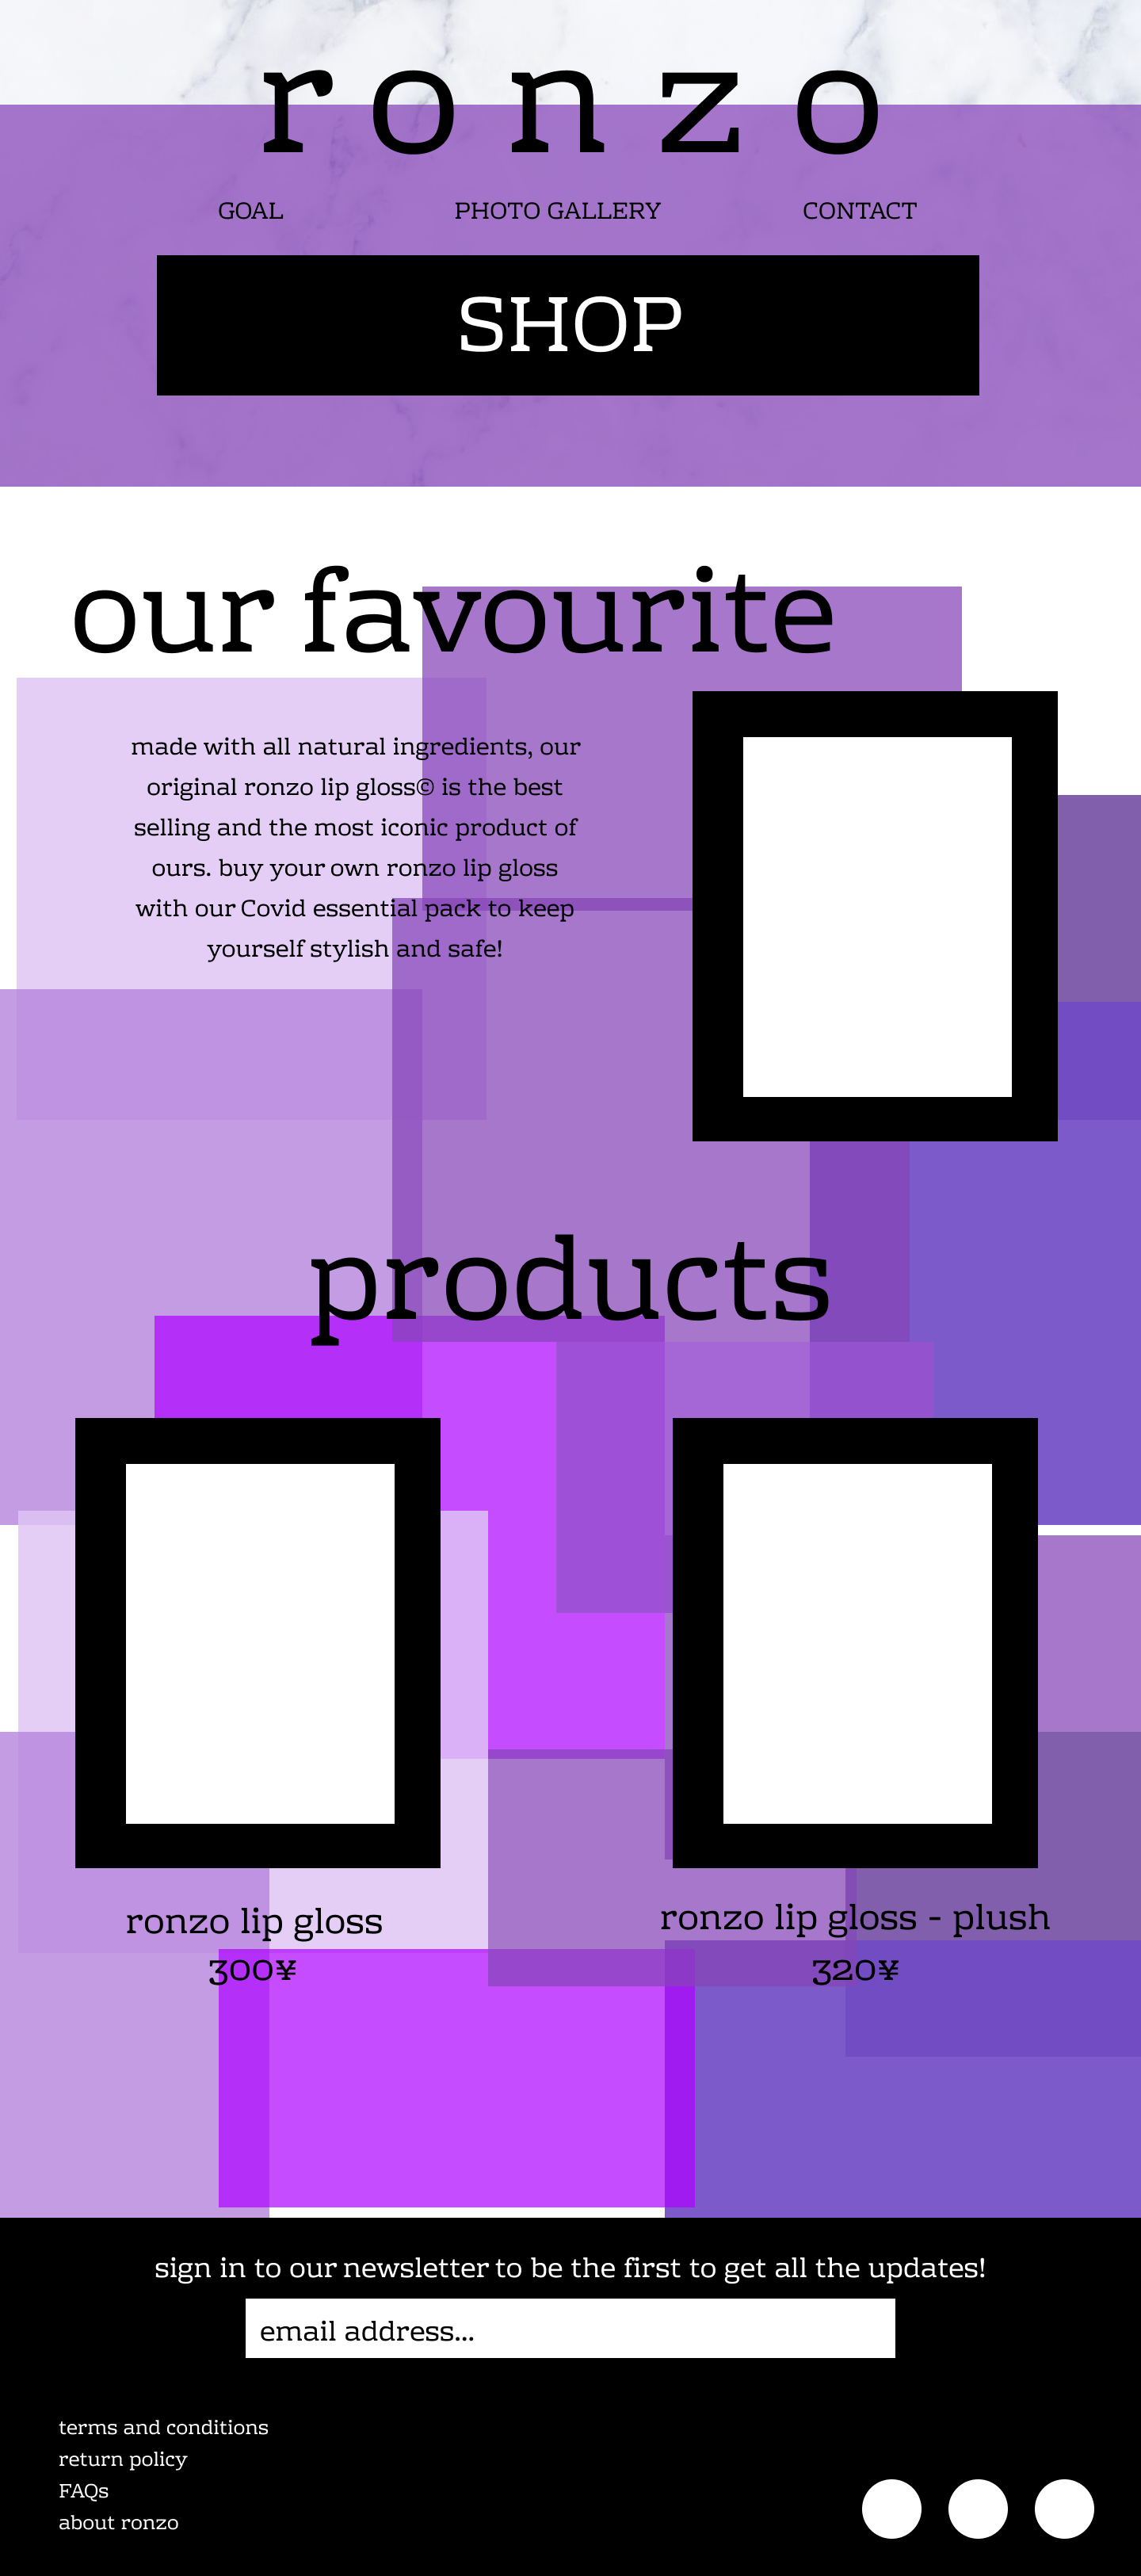 ronzo
GOAL PHOTO GALLERY CONTACT
SHOP
our favourite
made with all natural ingredients, our
original ronzo lip gloss© is the best
selling and the most iconic product of
ours. buy your own ronzo lip gloss
with our Covid essential pack to keep
yourself stylish and safe!
products
ronzo lip gloss
300¥
ronzo lip gloss - plush
320¥
sign in to our newsletter to be the first to get all the updates!
email address...
terms and conditions
return policy
FAQs
about ronzo